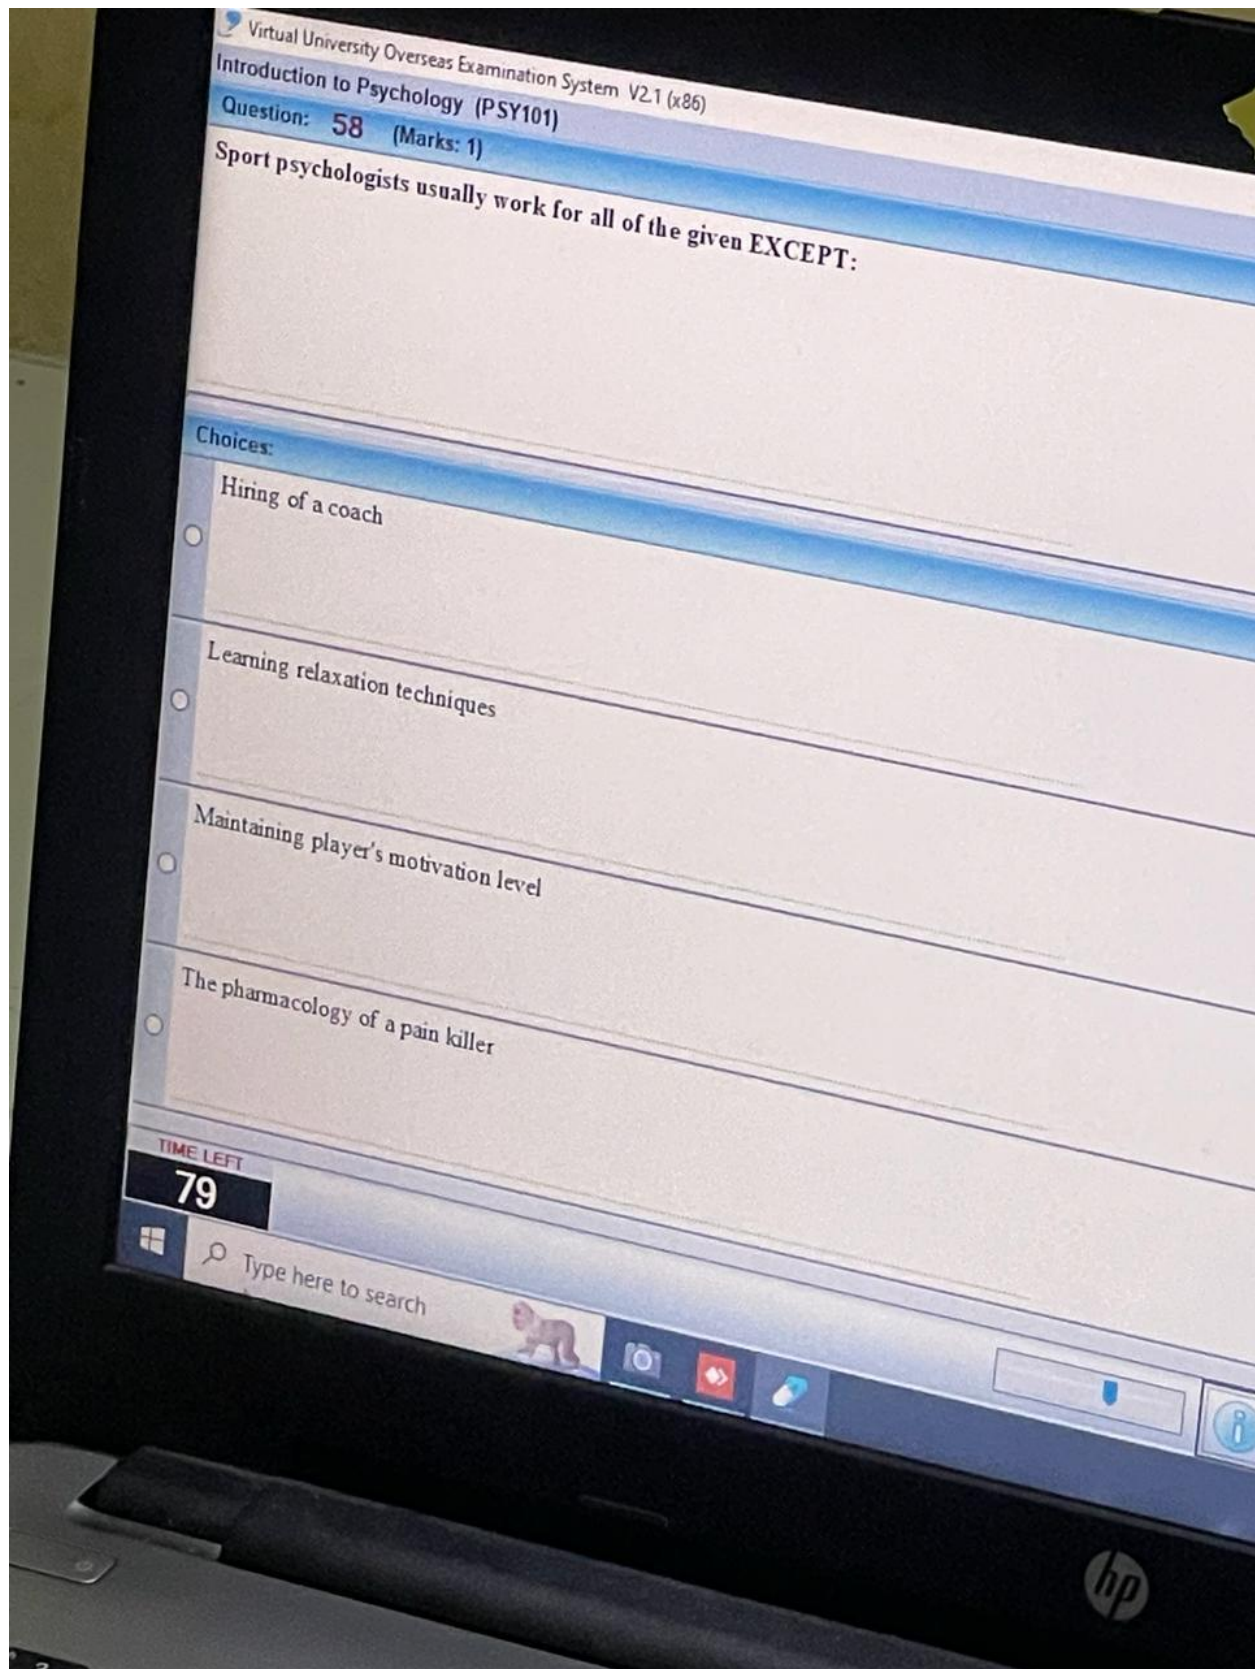 Virtual University Overseas Examination System V2.1 (x86)
Introduction to Psychology (PSY101)
Question: 58 (Marks: 1)
Sport psychologists usually work for all of the given EXCEPT:
Choices:
Hiring of a coach
Learning relaxation techniques
Maintaining player's motivation level
The pharmacology of a pain killer
TIME LEFT
79
Type here to search
hp